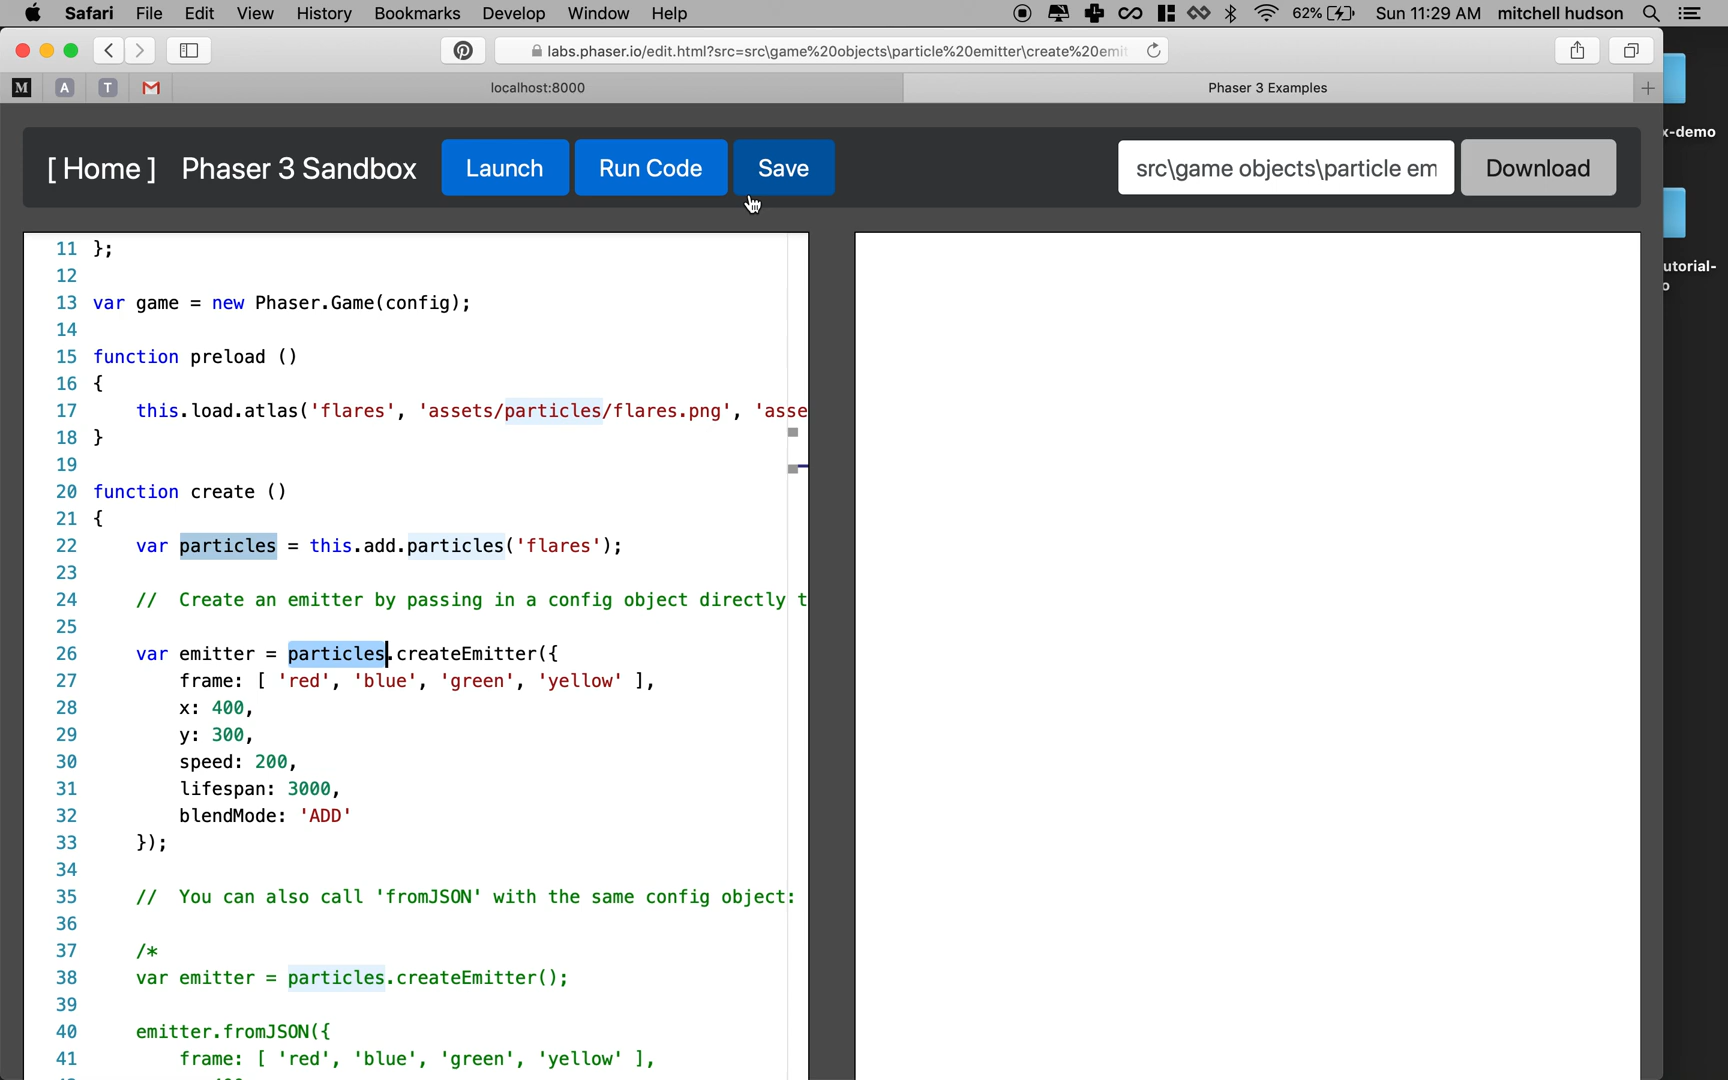 Safari File Edit View History Bookmarks Develop Window Help 62% Sun 11:29 AM mitchell hudson
labs.phaser.io/edit.html?src=src\game%20objects\particle%20emitter\create%20emit
M A T M localhost:8000 Phaser 3 Examples +
x-demo
[ Home ] Phaser 3 Sandbox Launch Run Code Save src\game objects\particle em Download
utorial-
o
11 };
12
13 var game = new Phaser.Game(config);
14
15 function preload ()
16 {
17 this.load.atlas('flares', 'assets/particles/flares.png', 'asse
18 }
19
20 function create ()
21 {
22 var particles = this.add.particles('flares');
23
24 // Create an emitter by passing in a config object directly t
25
26 var emitter = particles.createEmitter({
27 frame: [ 'red', 'blue', 'green', 'yellow' ],
28 x: 400,
29 y: 300,
30 speed: 200,
31 lifespan: 3000,
32 blendMode: 'ADD'
33 });
34
35 // You can also call 'fromJSON' with the same config object:
36
37 /*
38 var emitter = particles.createEmitter();
39
40 emitter.fromJSON({
41 frame: [ 'red', 'blue', 'green', 'yellow' ],